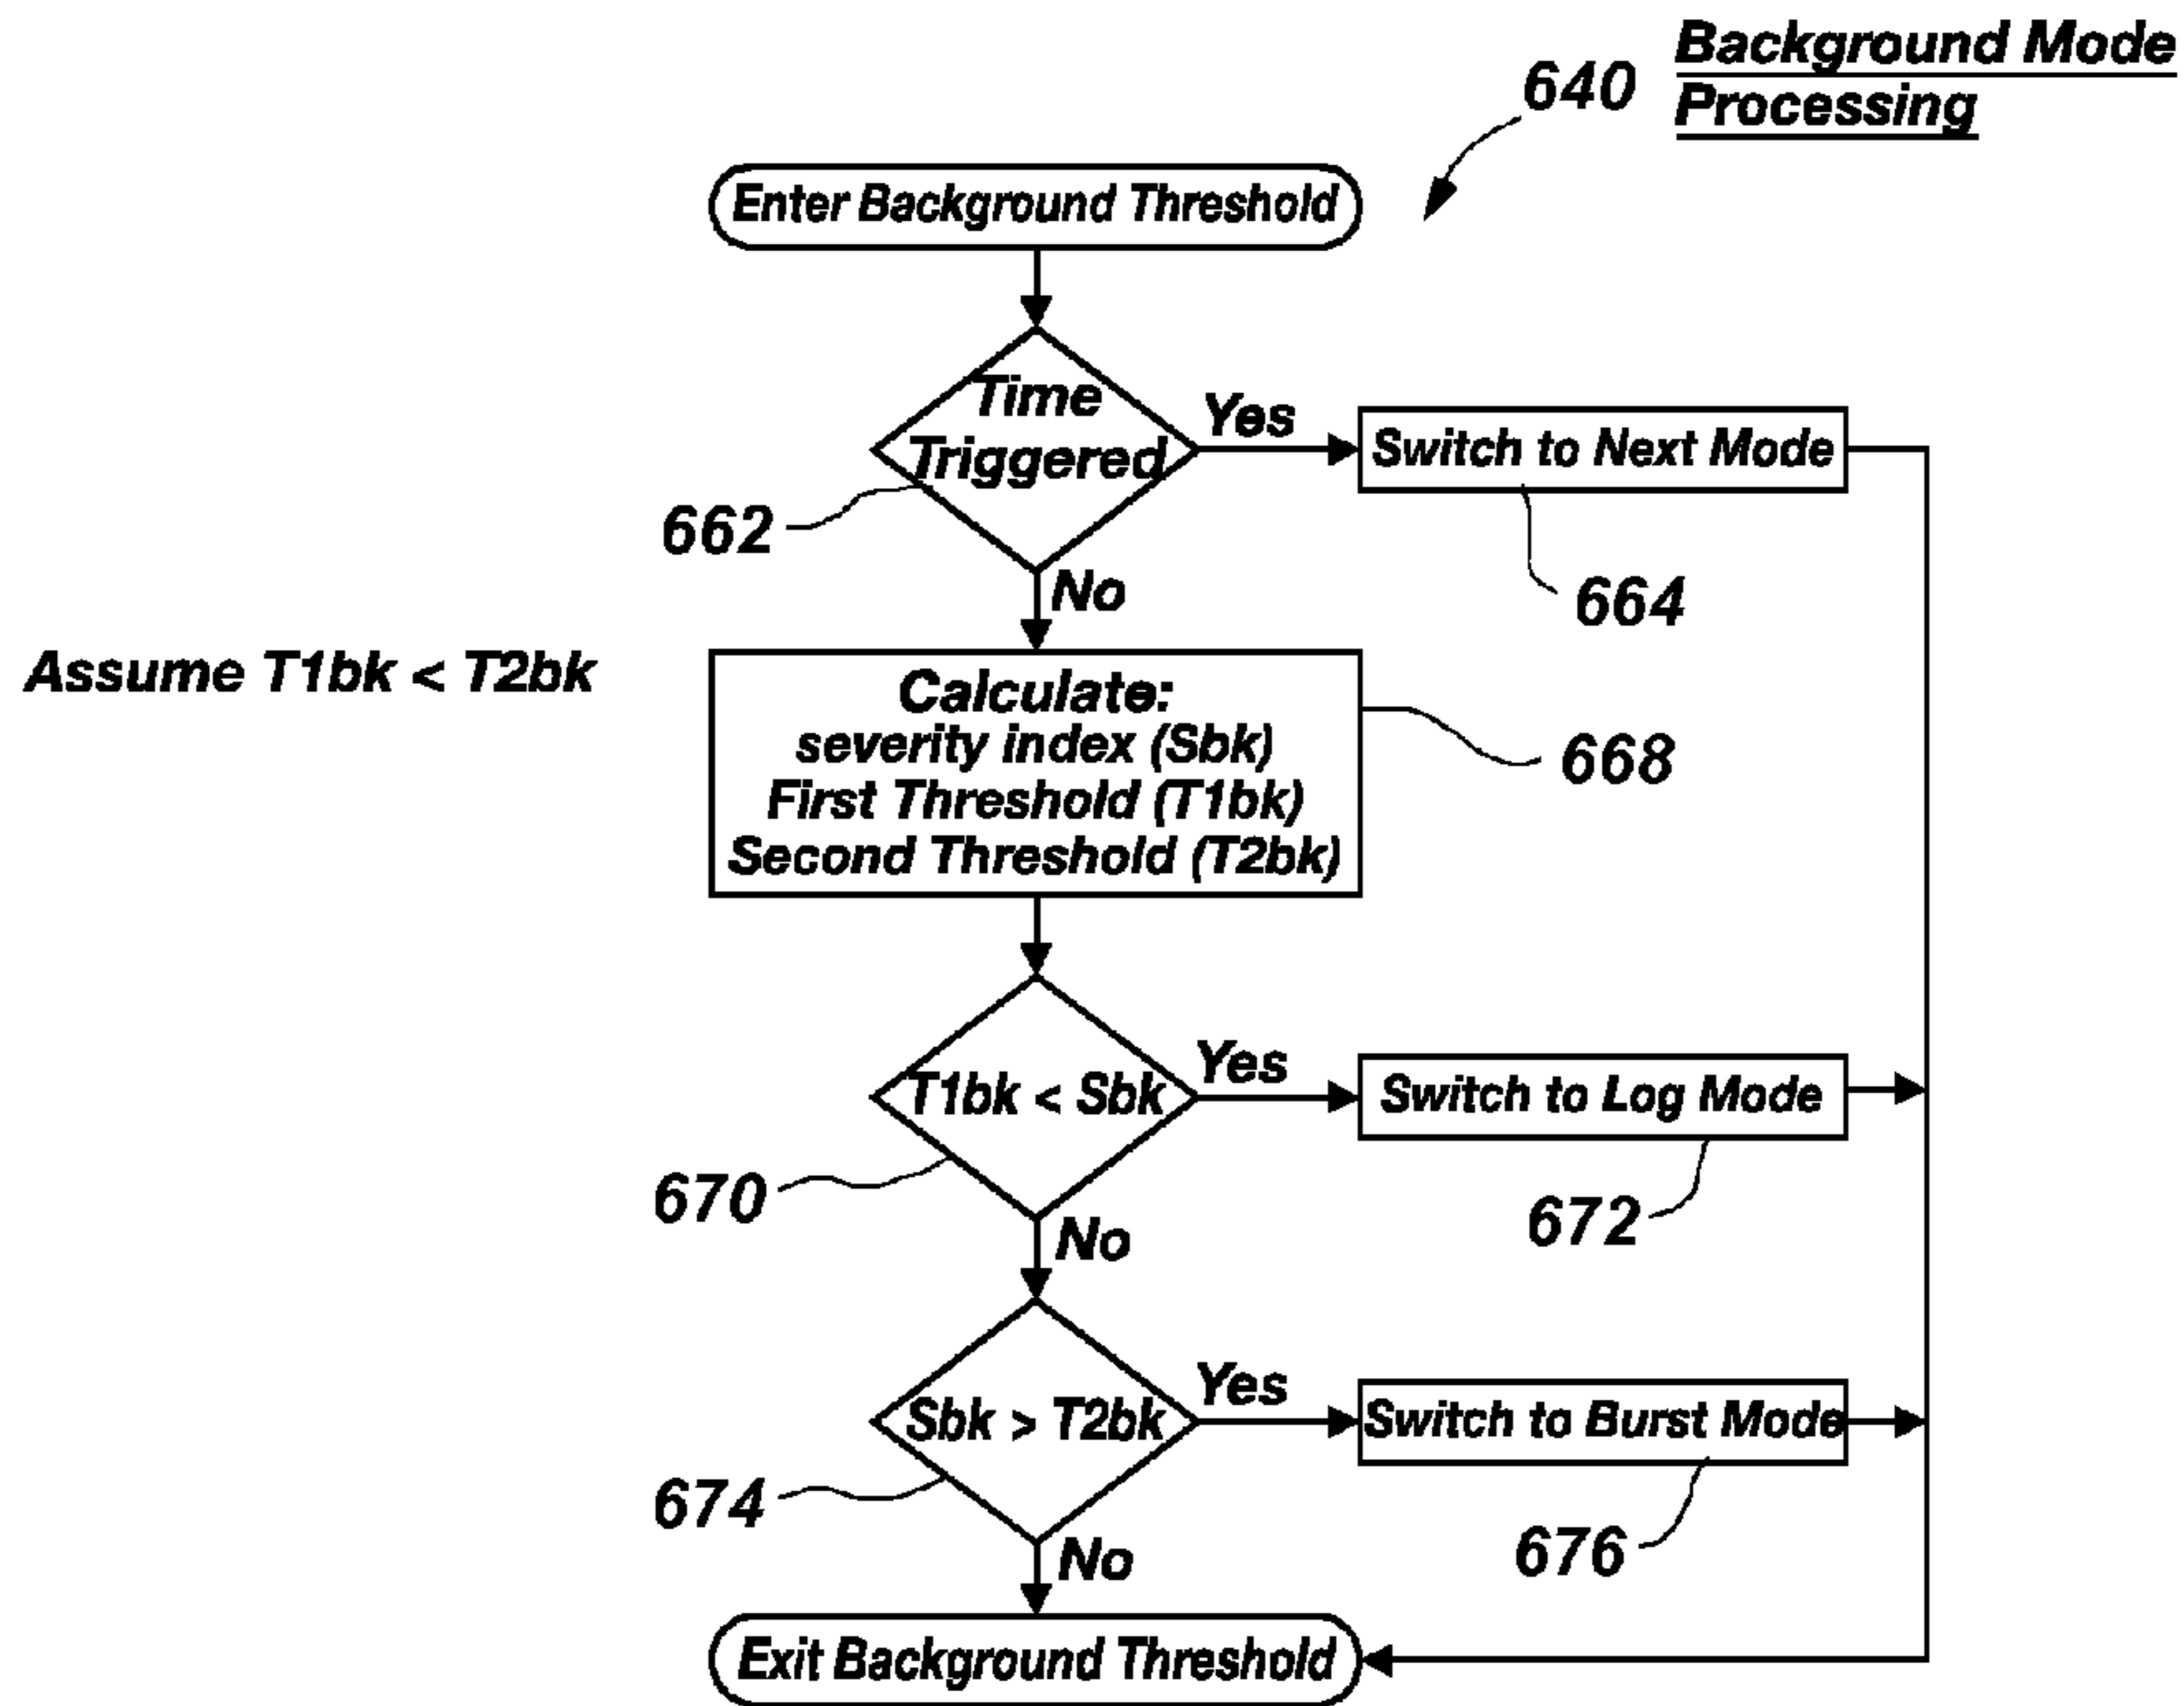 Background Mode
Processing
640
Enter Background Threshold
Time
Triggered
Yes
Switch to Next Mode
662
664
No
Assume T1bk < T2bk
Calculate:
severity index (Sbk)
First Threshold (T1bk)
Second Threshold (T2bk)
668
T1bk < Sbk
Yes
Switch to Log Mode
670
672
No
Sbk > T2bk
Yes
Switch to Burst Mode
674
676
No
Exit Background Threshold